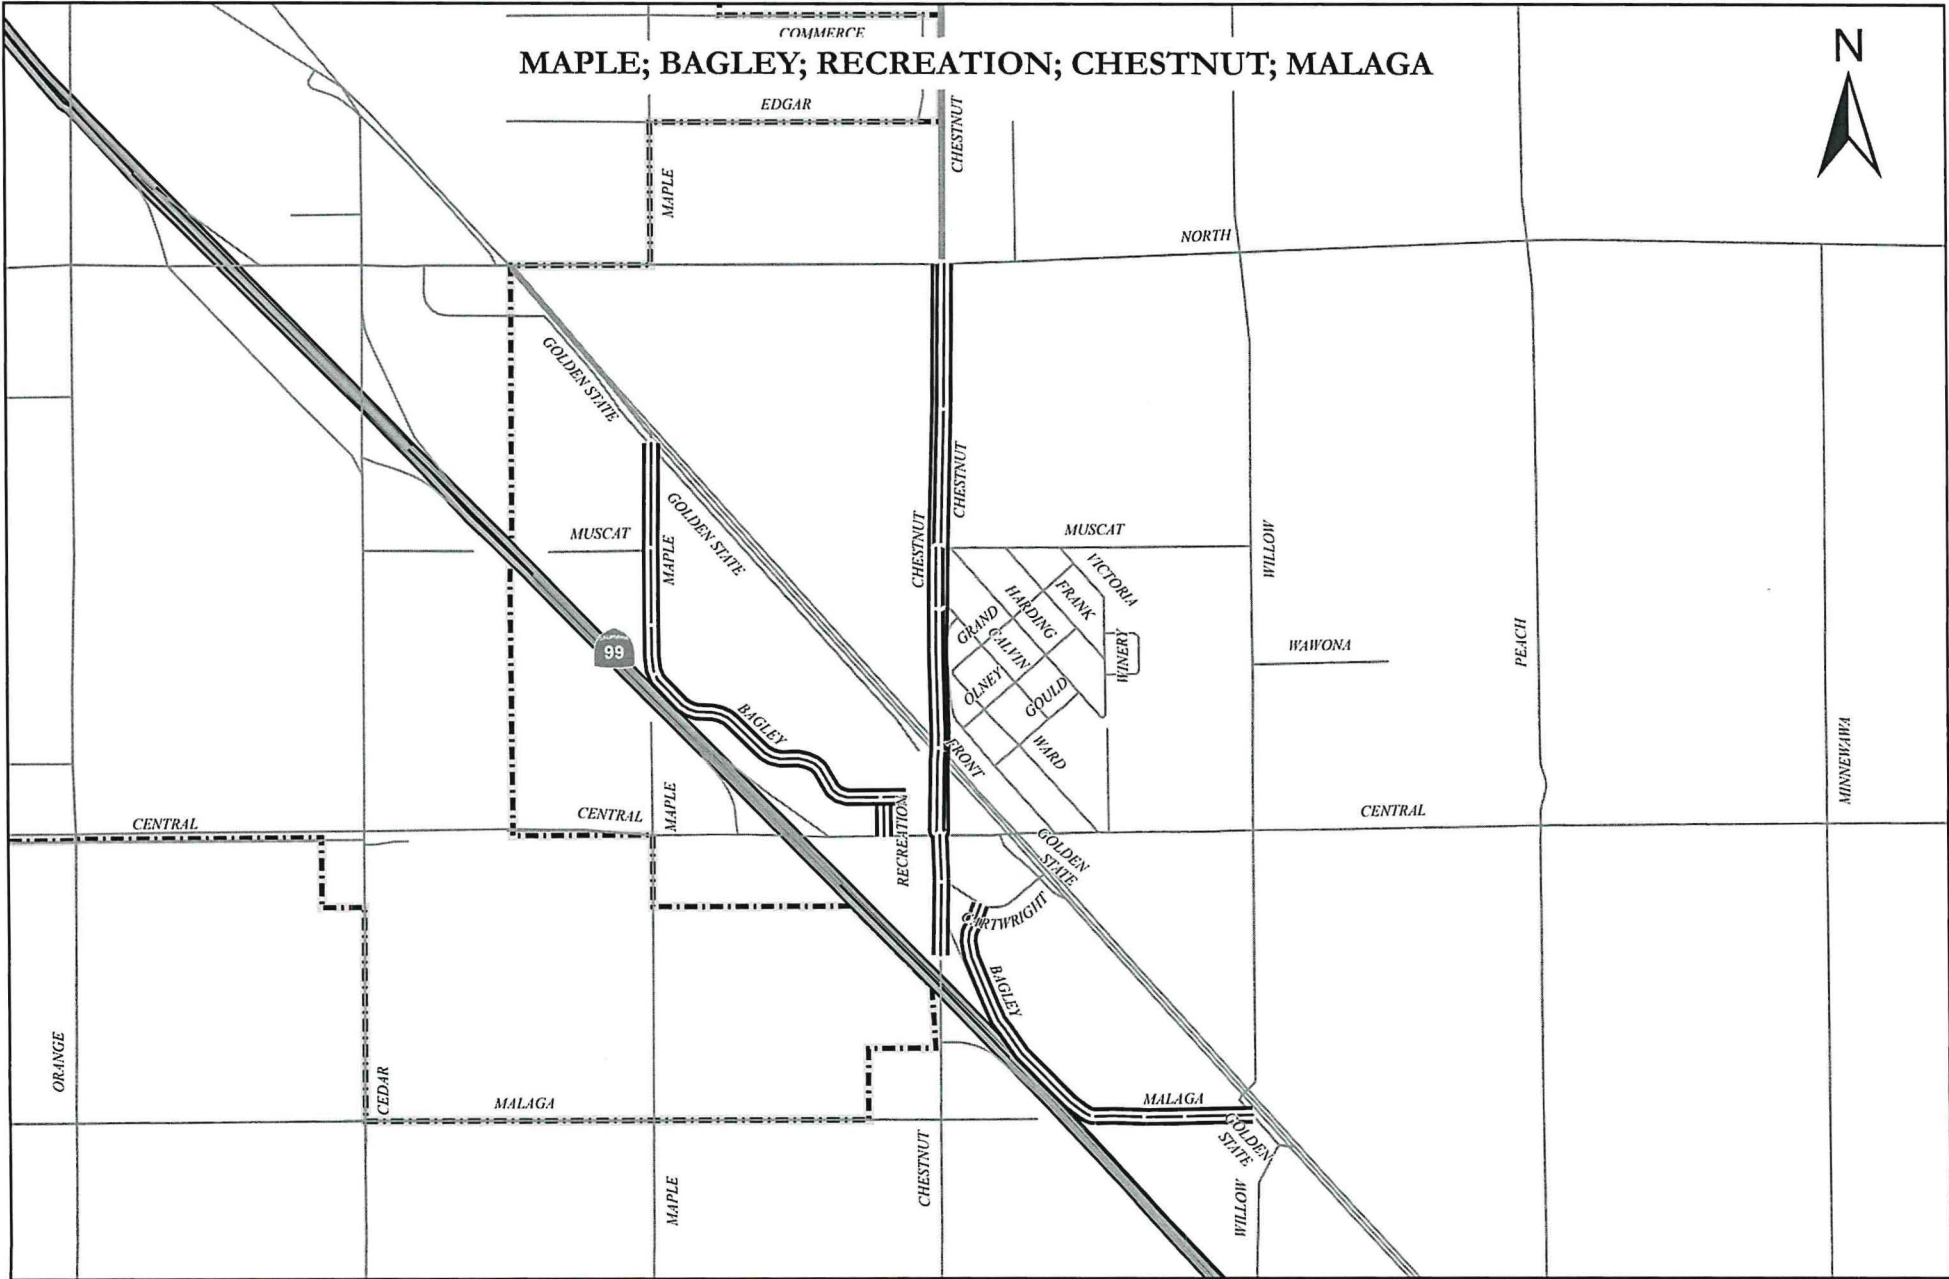 COMMERCE
MAPLE; BAGLEY; RECREATION; CHESTNUT; MALAGA
N
EDGAR
CHESTNUT
MAPLE
NORTH
GOLDEN STATE
CHESTNUT
GOLDEN STATE
MUSCAT
MAPLE
CHESTNUT
MUSCAT
WILLOW
VICTORIA
FRANK
HARDING
GRAND
CALVIN
WINERY
WAWONA
PEACH
CALIFORNIA
99
OLNEY
GOULD
BAGLEY
FRONT
WARD
MINNEWAWA
CENTRAL
CENTRAL
MAPLE
RECREATION
CENTRAL
GOLDEN
STATE
CARTWRIGHT
BAGLEY
ORANGE
CEDAR
MALAGA
MALAGA
GOLDEN
STATE
CHESTNUT
MAPLE
WILLOW